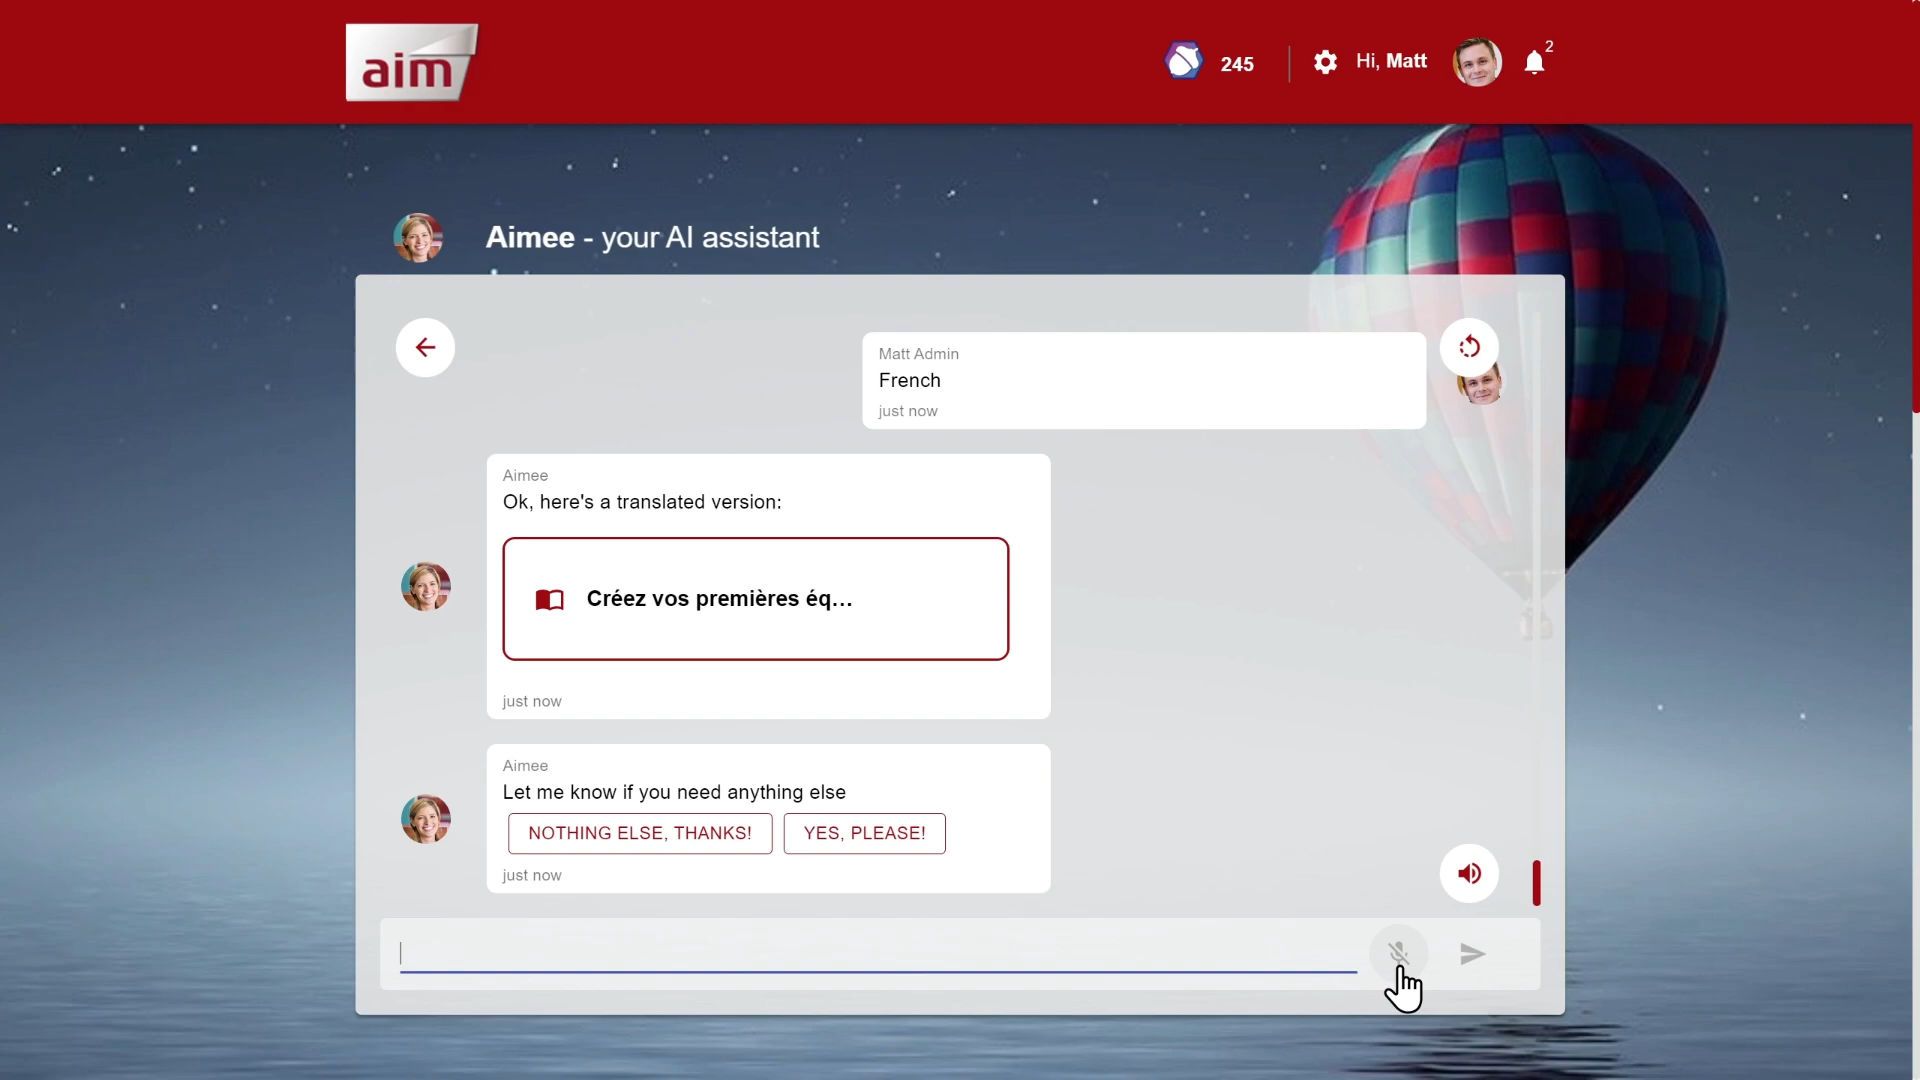 aim
245
Hi, Matt
2
Aimee - your AI assistant
Matt Admin
French
just now
Aimee
Ok, here's a translated version:
Créez vos premières éq...
just now
Aimee
Let me know if you need anything else
NOTHING ELSE, THANKS!
YES, PLEASE!
just now